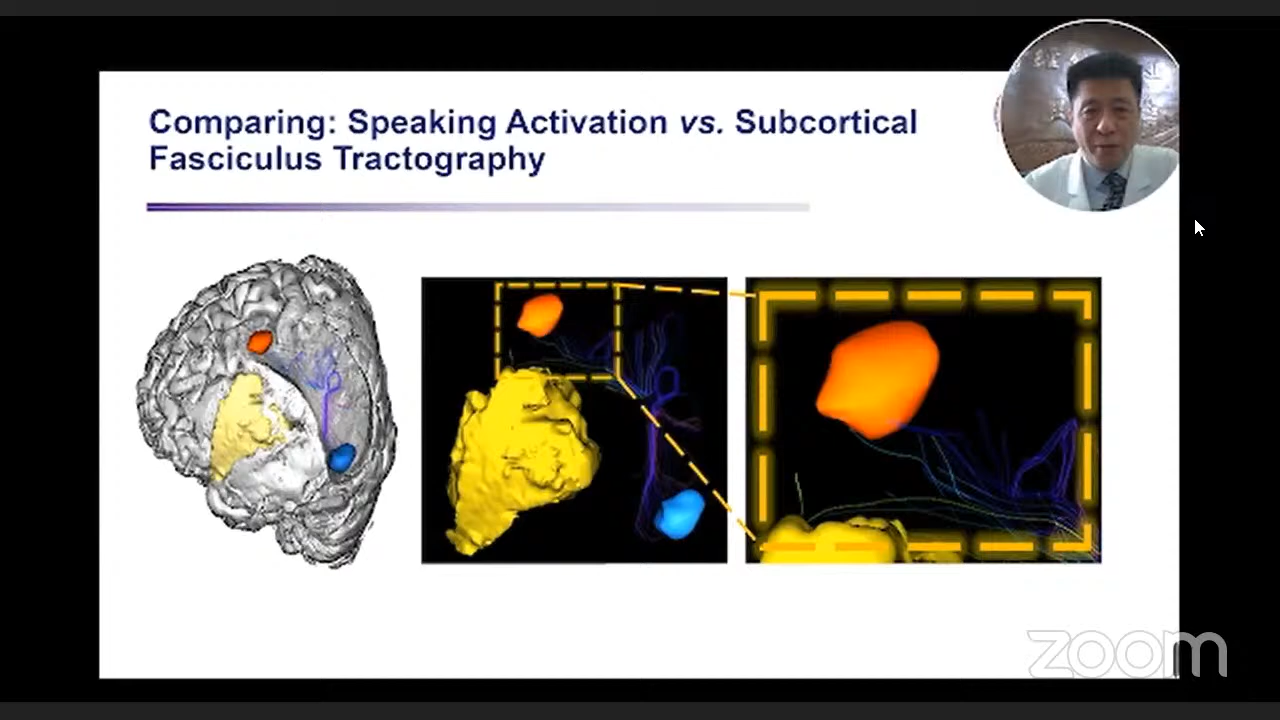 Comparing: Speaking Activation vs. Subcortical
Fasciculus Tractography
zoom